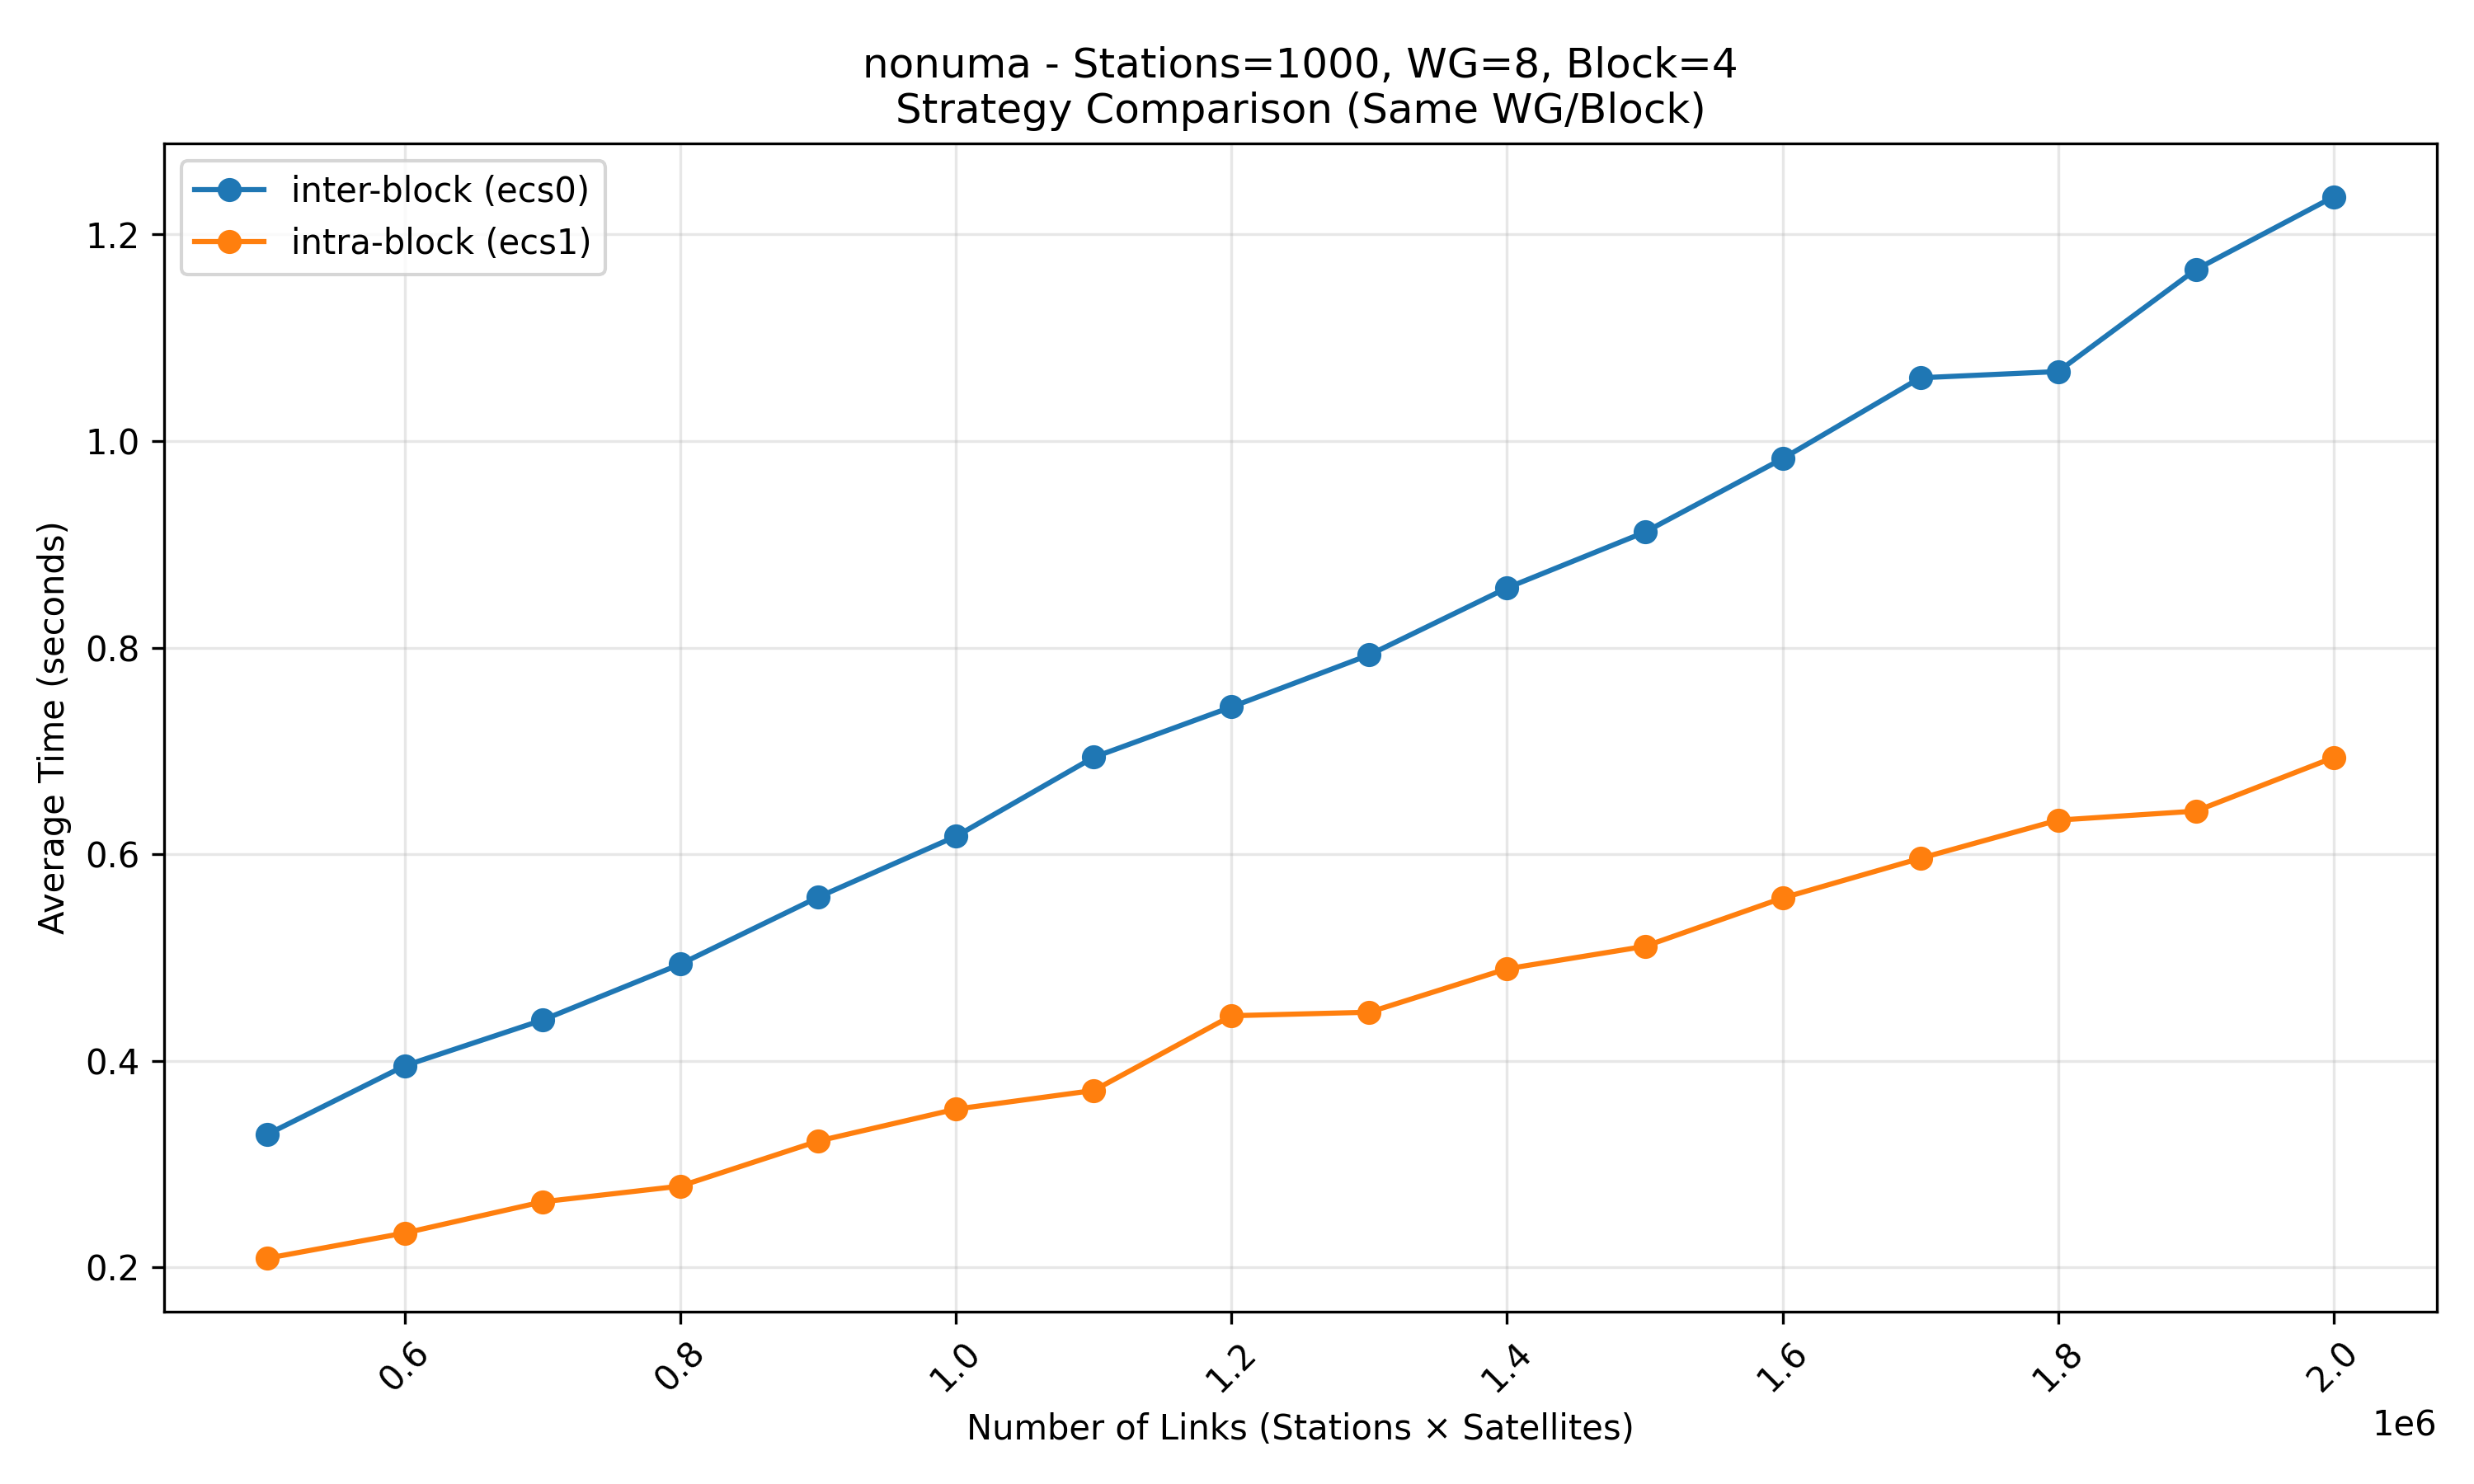 nonuma - Stations=1000, WG=8, Block=4
Strategy Comparison (Same WG/Block)
inter-block (ecs0)
intra-block (ecs1)
Average Time (seconds)
1.2
1.0
0.8
0.6
0.4
0.2
0.6
0.8
1.0
1.2
1.4
1.6
1.8
2.0
1e6
Number of Links (Stations × Satellites)